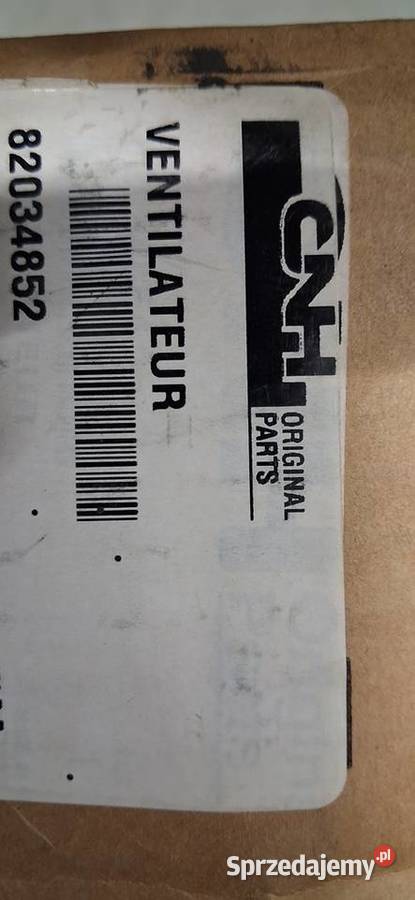 CNH
ORIGINAL
PARTS
VENTILATEUR
82034852
Sprzedajemy.pl